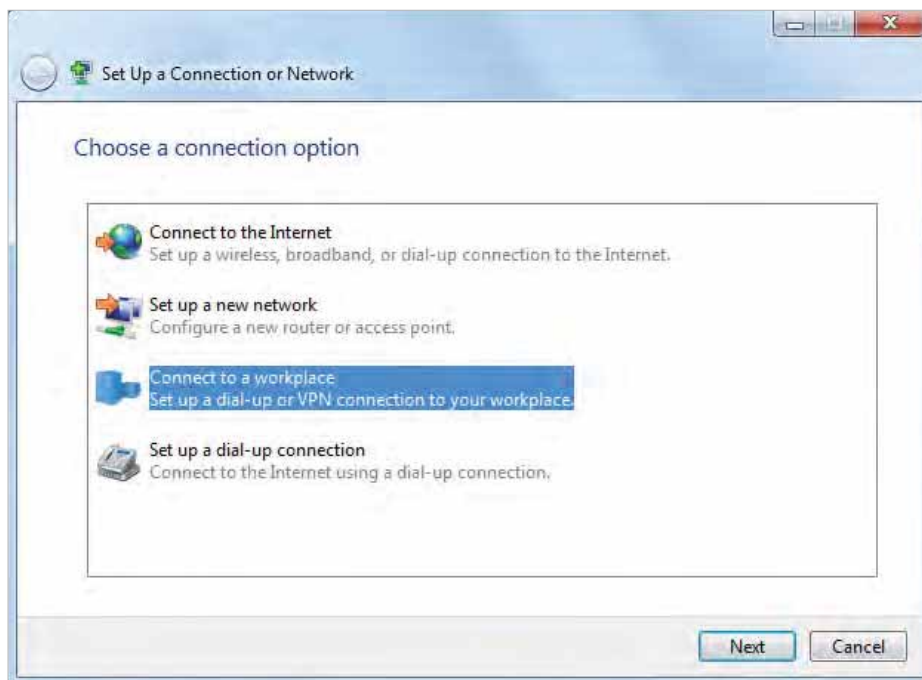 Set Up a Connection or Network
Choose a connection option
Connect to the Internet
Set up a wireless, broadband, or dial-up connection to the Internet.
Set up a new network
Configure a new router or access point.
Connect to a workplace
Set up a dial-up or VPN connection to your workplace.
Set up a dial-up connection
Connect to the Internet using a dial-up connection.
Next Cancel